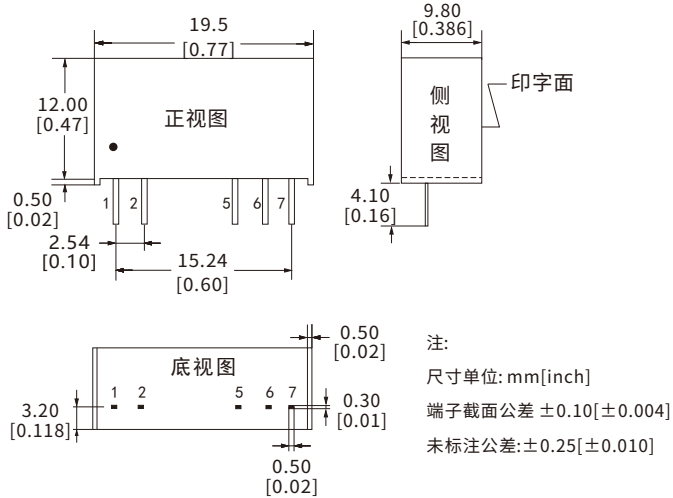 19.5
[0.77]
9.80
[0.386]
12.00
[0.47]
正视图
侧
视
图
印字面
0.50
[0.02]
1 2 5 6 7
4.10
[0.16]
2.54
[0.10]
15.24
[0.60]
0.50
[0.02]
底视图
1 2 5 6 7
3.20
[0.118]
0.30
[0.01]
0.50
[0.02]
注:
尺寸单位: mm[inch]
端子截面公差 ±0.10[±0.004]
未标注公差:±0.25[±0.010]